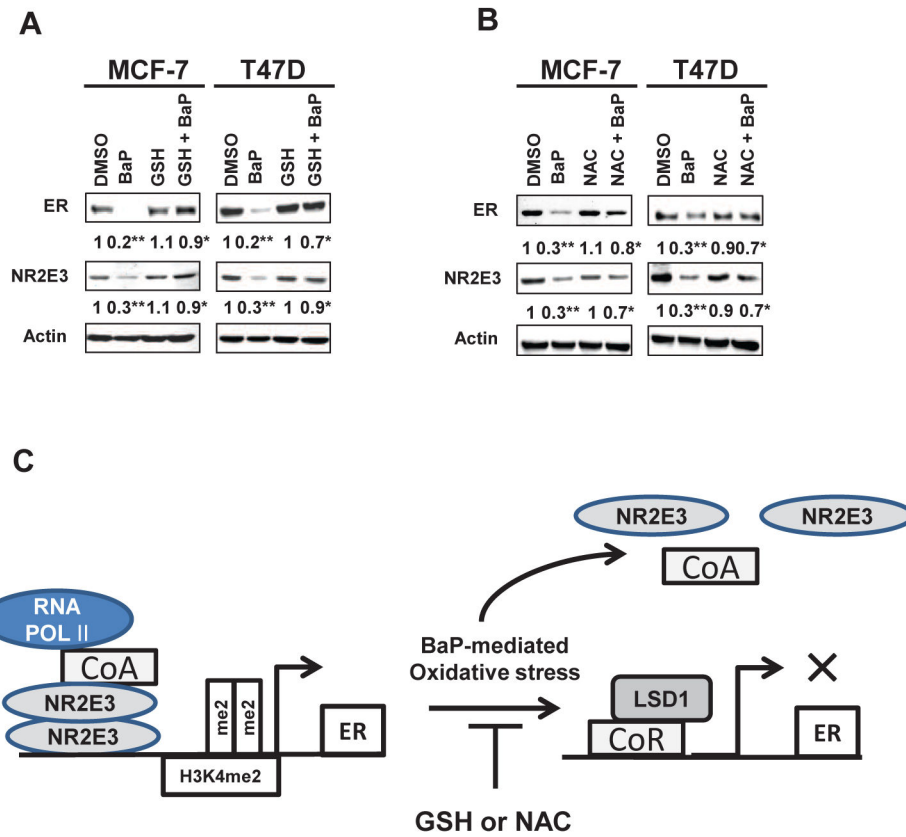 A
MCF-7 T47D
DMSO BaP GSH GSH + BaP DMSO BaP GSH GSH + BaP
ER
1 0.2** 1.1 0.9* 1 0.2** 1 0.7*
NR2E3
1 0.3** 1.1 0.9* 1 0.3** 1 0.9*
Actin
B
MCF-7 T47D
DMSO BaP NAC NAC + BaP DMSO BaP NAC NAC + BaP
ER
1 0.3** 1.1 0.8* 1 0.3** 0.90.7*
NR2E3
1 0.3** 1 0.7* 1 0.3** 0.9 0.7*
Actin
C
RNA
POL II
CoA
NR2E3
NR2E3
me2 me2
H3K4me2
ER
BaP-mediated
Oxidative stress
GSH or NAC
NR2E3 NR2E3
CoA
LSD1
CoR
ER